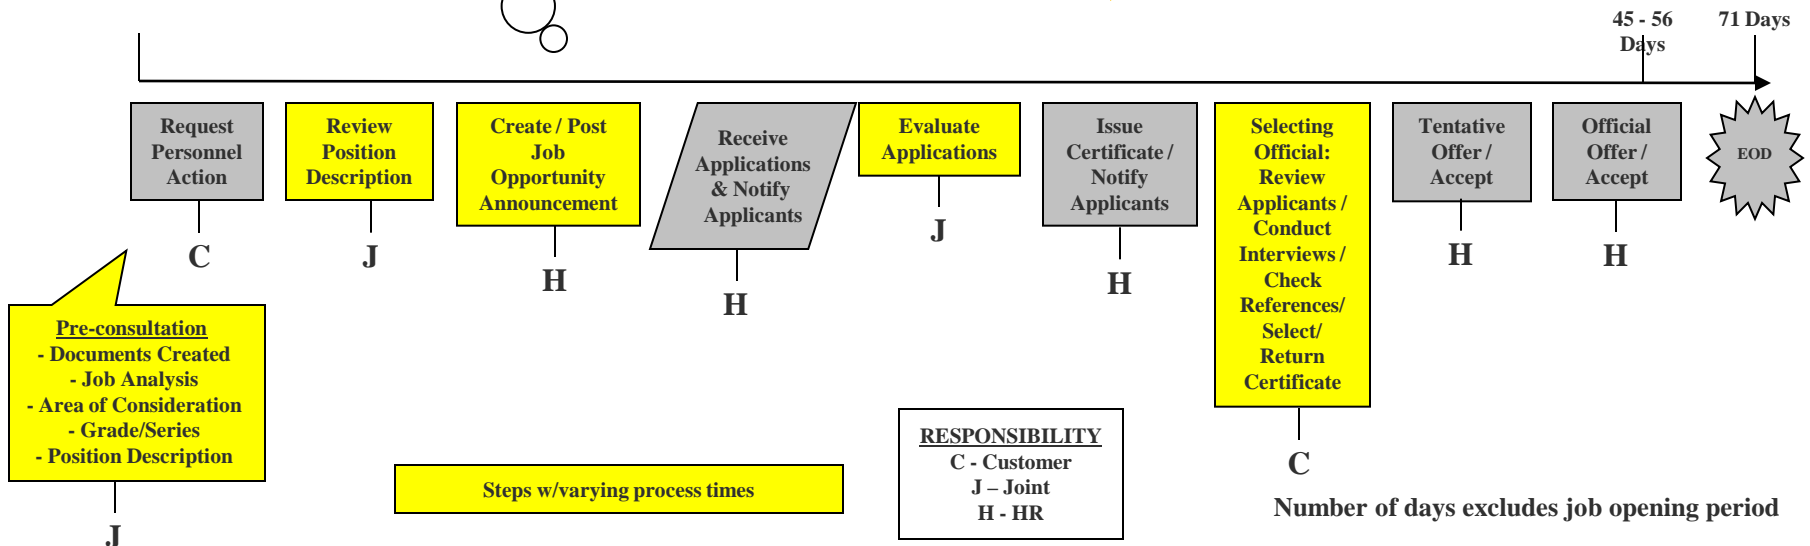 45 - 56
Days
71 Days
Request
Personnel
Action
C
Review
Position
Description
J
Create / Post
Job
Opportunity
Announcement
H
Receive
Applications
& Notify
Applicants
H
Evaluate
Applications
J
Issue
Certificate /
Notify
Applicants
H
Selecting
Official:
Review
Applicants /
Conduct
Interviews /
Check
References/
Select/
Return
Certificate
C
Tentative
Offer /
Accept
H
Official
Offer /
Accept
H
EOD
Pre-consultation
- Documents Created
- Job Analysis
- Area of Consideration
- Grade/Series
- Position Description
J
Steps w/varying process times
RESPONSIBILITY
C - Customer
J – Joint
H - HR
Number of days excludes job opening period